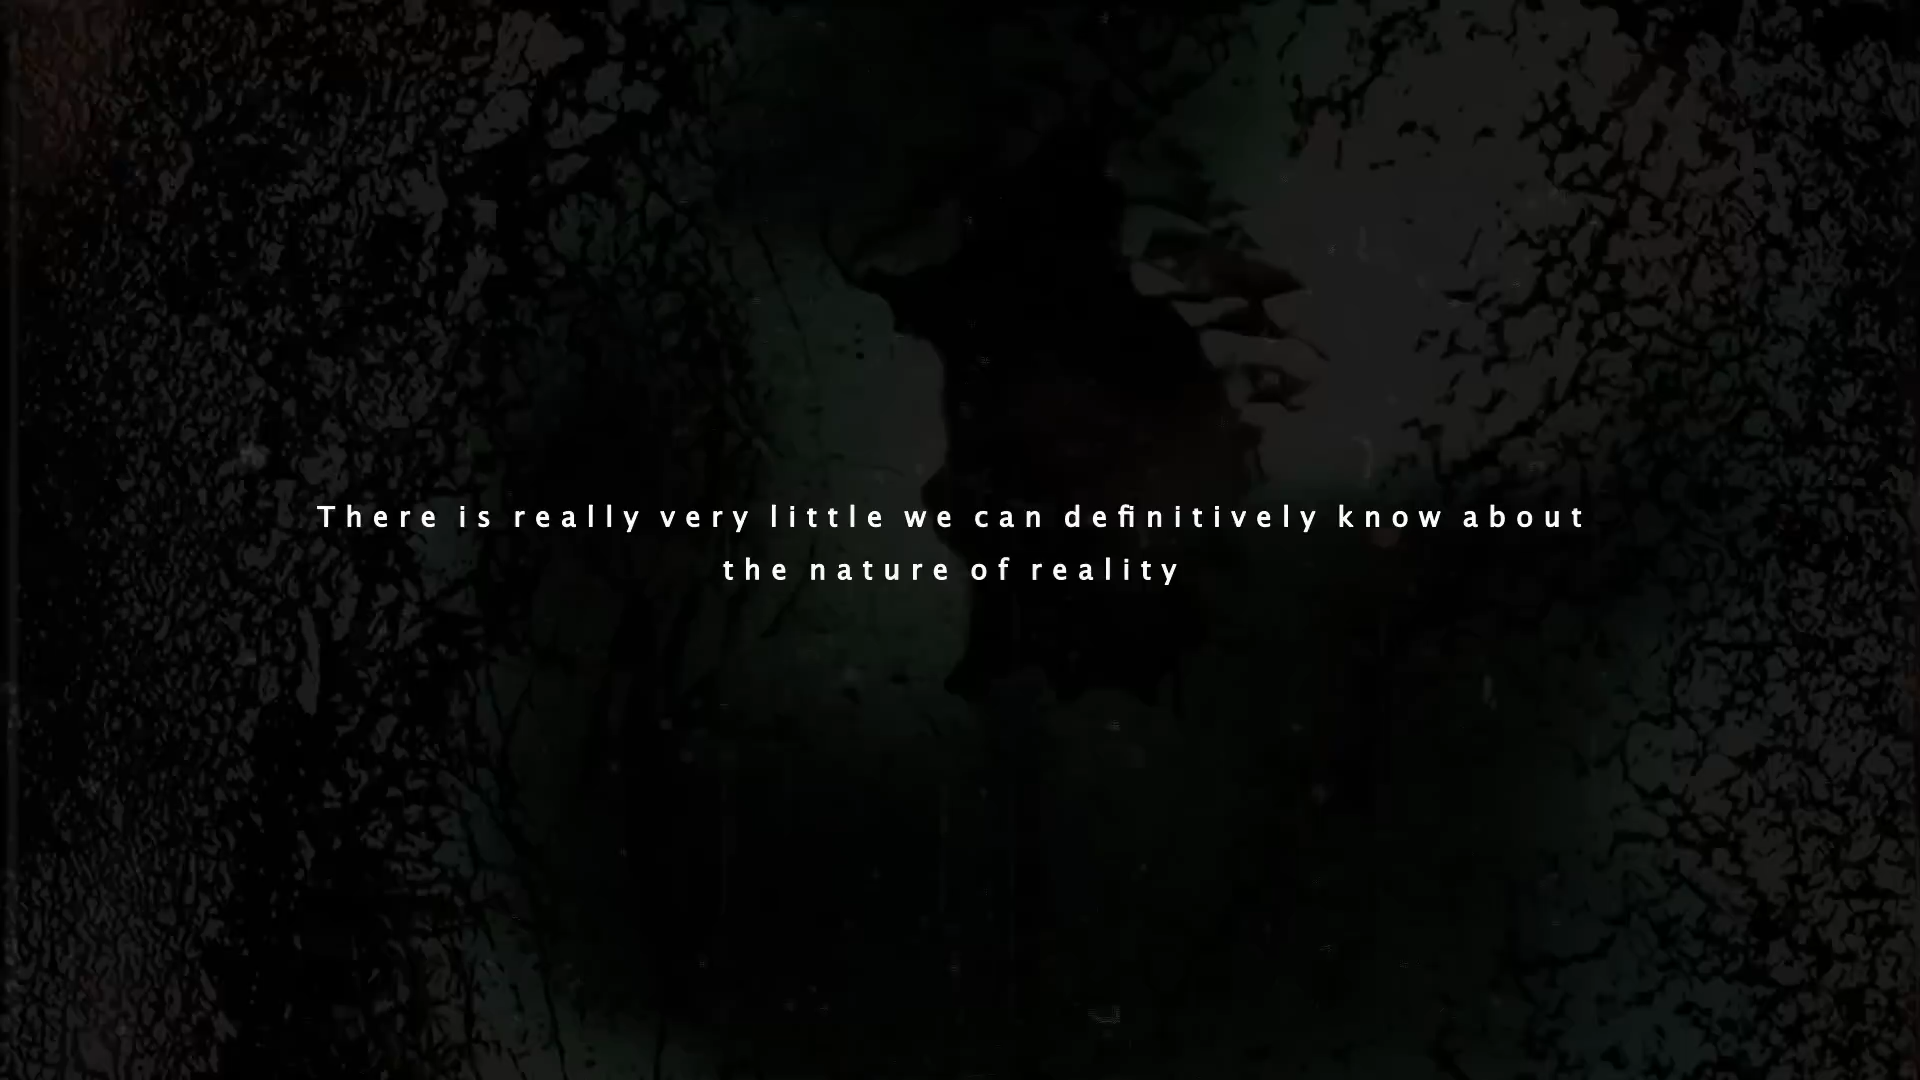 There is really very little we can definitively know about
the nature of reality